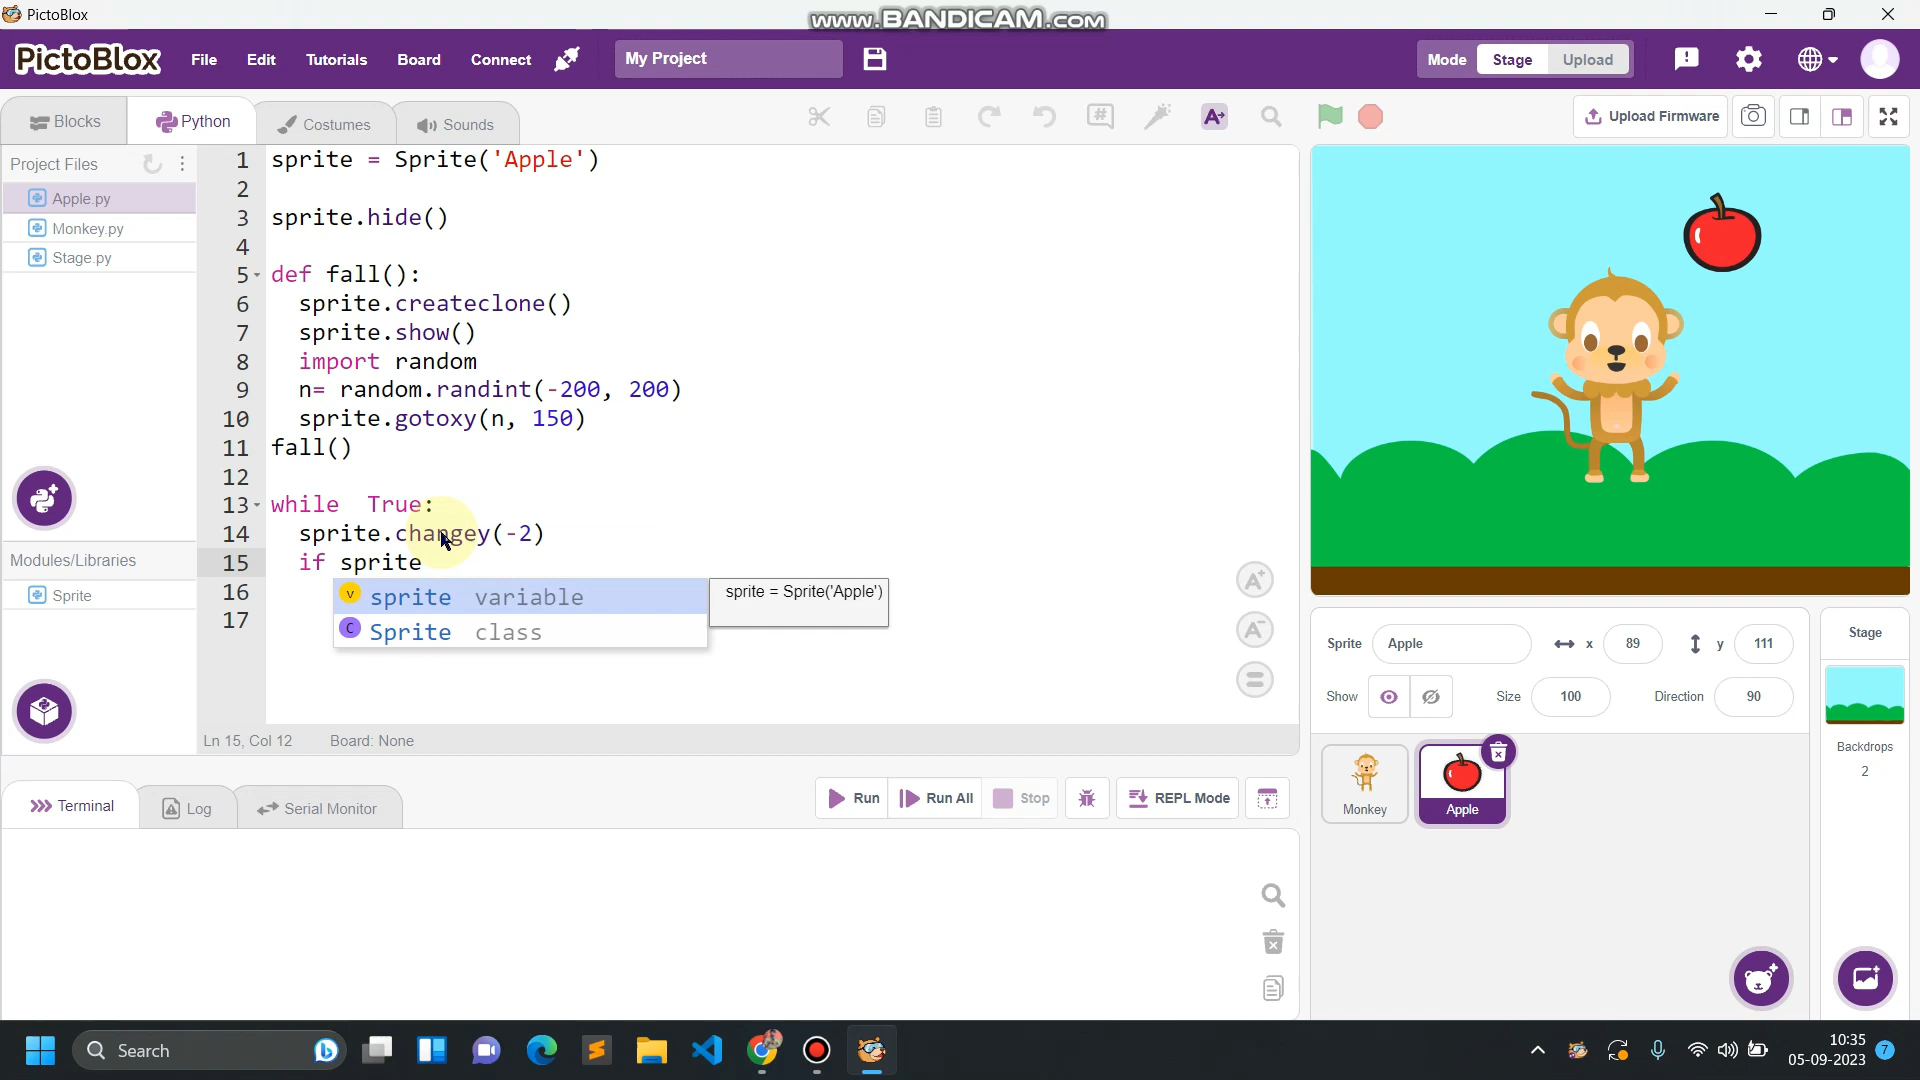 PictoBlox
www.BANDICAM.com
PictoBlox File Edit Tutorials Board Connect My Project Mode Stage Upload
Blocks Python Costumes Sounds Upload Firmware
Project Files
Apple.py
Monkey.py
Stage.py
1 sprite = Sprite('Apple')
2
3 sprite.hide()
4
5 def fall():
6 sprite.createclone()
7 sprite.show()
8 import random
9 n= random.randint(-200, 200)
10 sprite.gotoxy(n, 150)
11 fall()
12
13 while  True:
14 sprite.changey(-2)
15 if sprite
16
17
v sprite variable
C Sprite class
sprite = Sprite('Apple')
Modules/Libraries
Sprite
Ln 15, Col 12 Board: None
Terminal Log Serial Monitor Run Run All Stop REPL Mode
Sprite Apple x 89 y 111
Show Size 100 Direction 90
Monkey Apple
Stage
Backdrops
2
Search
10:35
05-09-2023
7